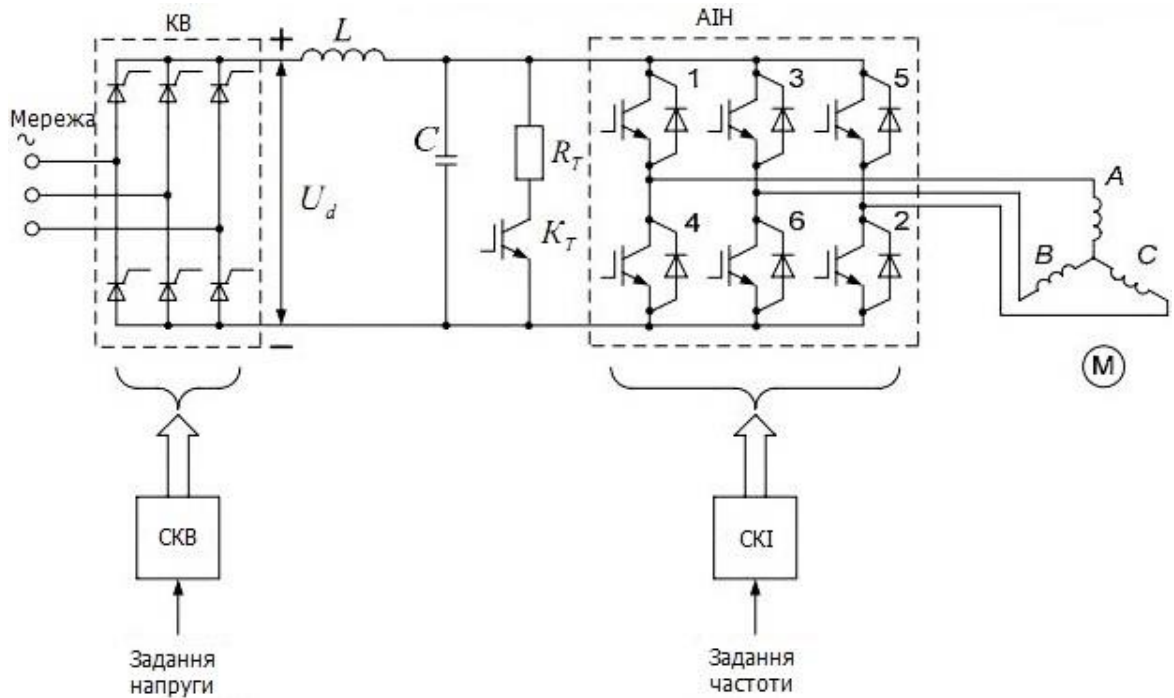 КВ
АІН
+
L
1
3
5
Мережа
~
C
R_T
A
U_d
K_T
4
6
2
B
C
–
M
СКВ
СКІ
Задання
напруги
Задання
частоти